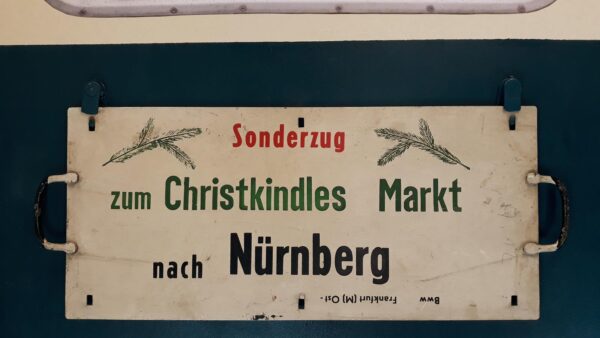 Sonderzug
zum Christkindles Markt
nach Nürnberg
Bww
Frankfurt (M) Ost -